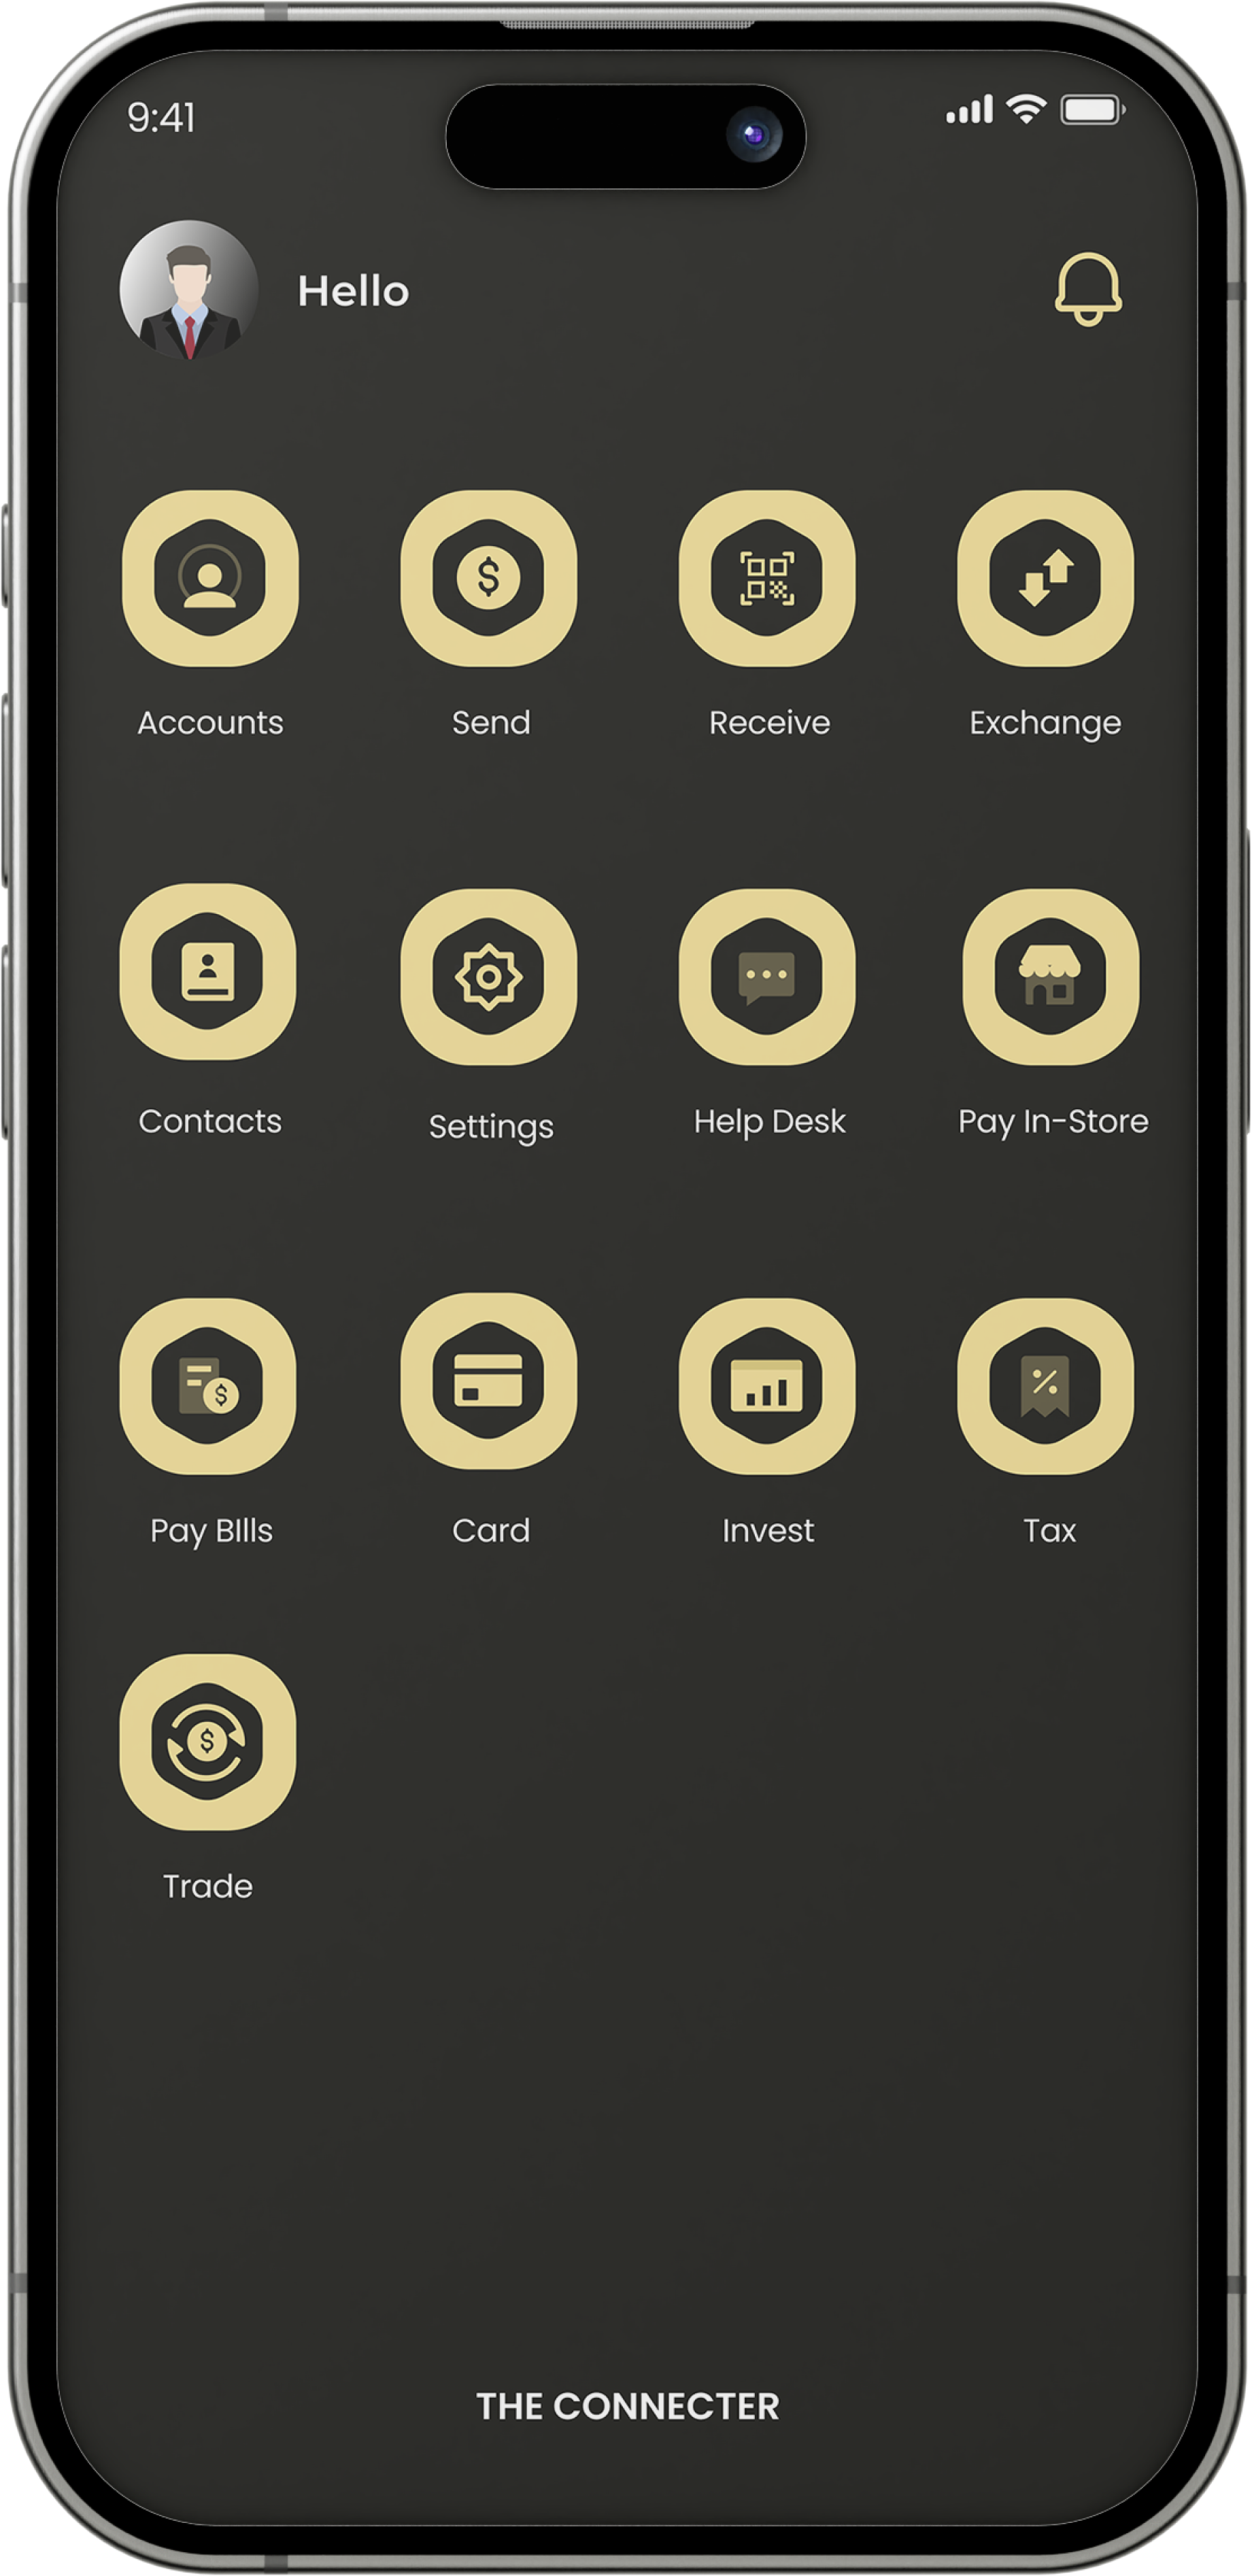 9:41
Hello
Accounts Send Receive Exchange
Contacts Settings Help Desk Pay In-Store
Pay BIlls Card Invest Tax
Trade
THE CONNECTER